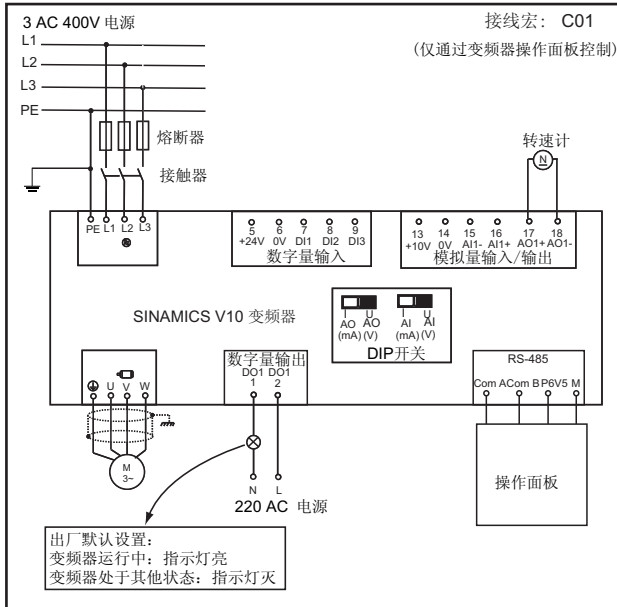 3 AC 400V 电源
接线宏: C01
(仅通过变频器操作面板控制)
L1
L2
L3
PE
熔断器
接触器
转速计
N
PE L1 L2 L3
5 6 7 8 9
+24V 0V DI1 DI2 DI3
数字量输入
13 14 15 16 17 18
+10V 0V AI1- AI1+ AO1+ AO1-
模拟量输入/输出
SINAMICS V10 变频器
I U I U
AO AO AI AI
(mA) (V) (mA) (V)
DIP开关
U V W
数字量输出
DO1 DO1
1 2
RS-485
Com A Com B P6V5 M
M
3~
操作面板
N L
220 AC 电源
出厂默认设置:
变频器运行中: 指示灯亮
变频器处于其他状态: 指示灯灭